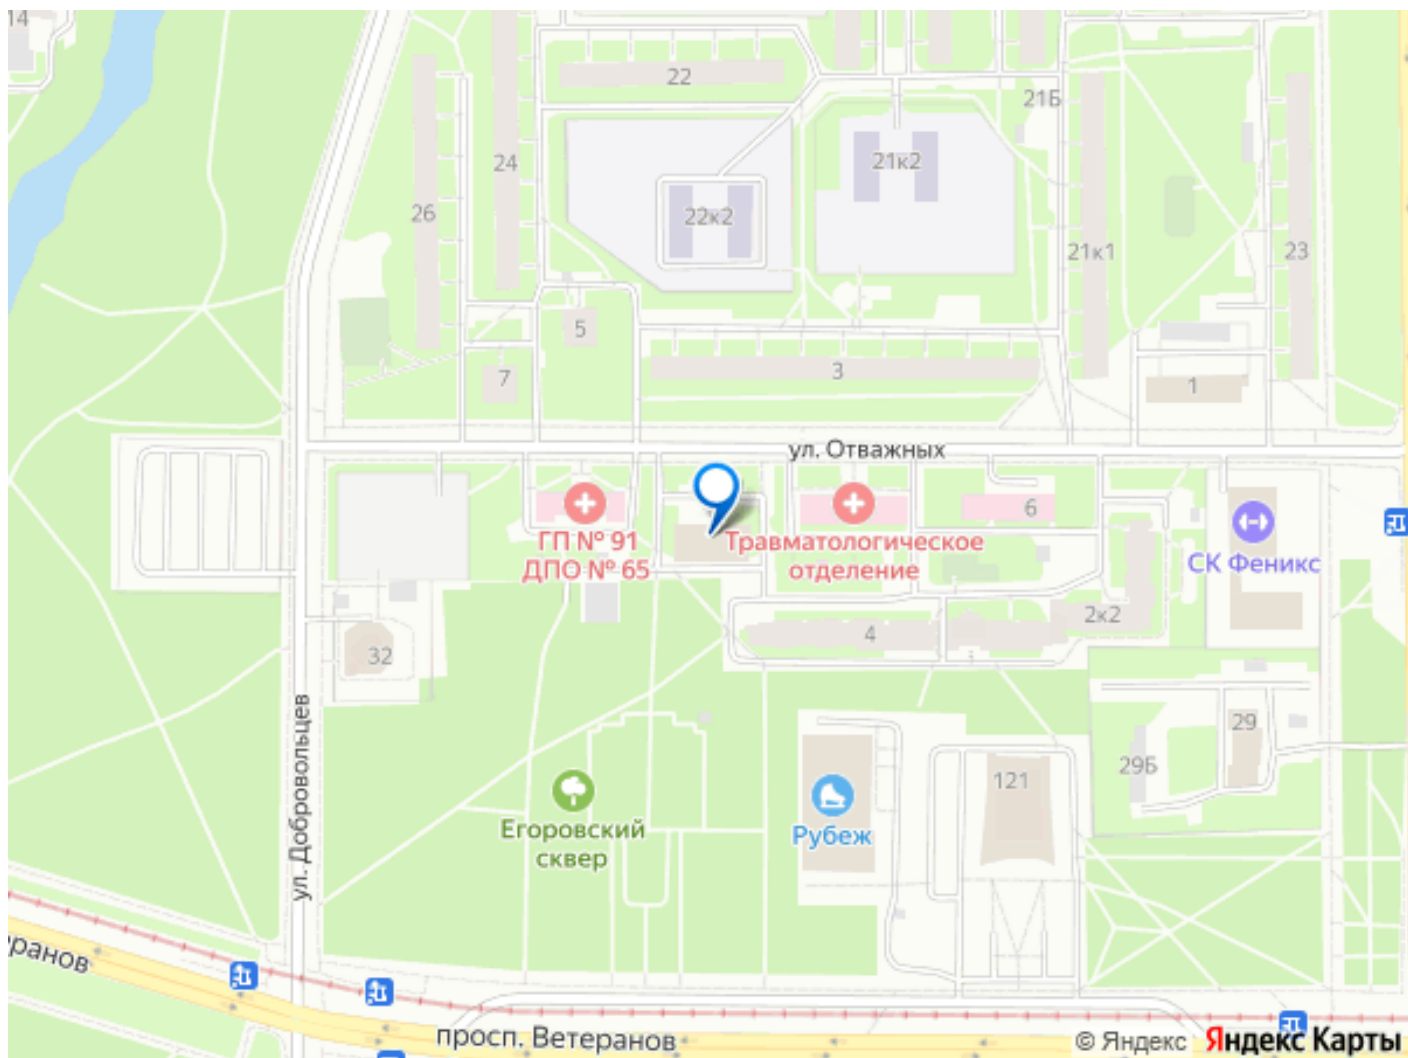 14
22
21Б
24
21к2
26
22к2
21к1
23
5
7
3
1
ул. Отважных
6
ГП № 91
ДПО № 65
Травматологическое
отделение
СК Феникс
2к2
4
32
ул. Добровольцев
29
29Б
121
Егоровский
сквер
Рубеж
еранов
просп. Ветеранов
© Яндекс Яндекс Карты